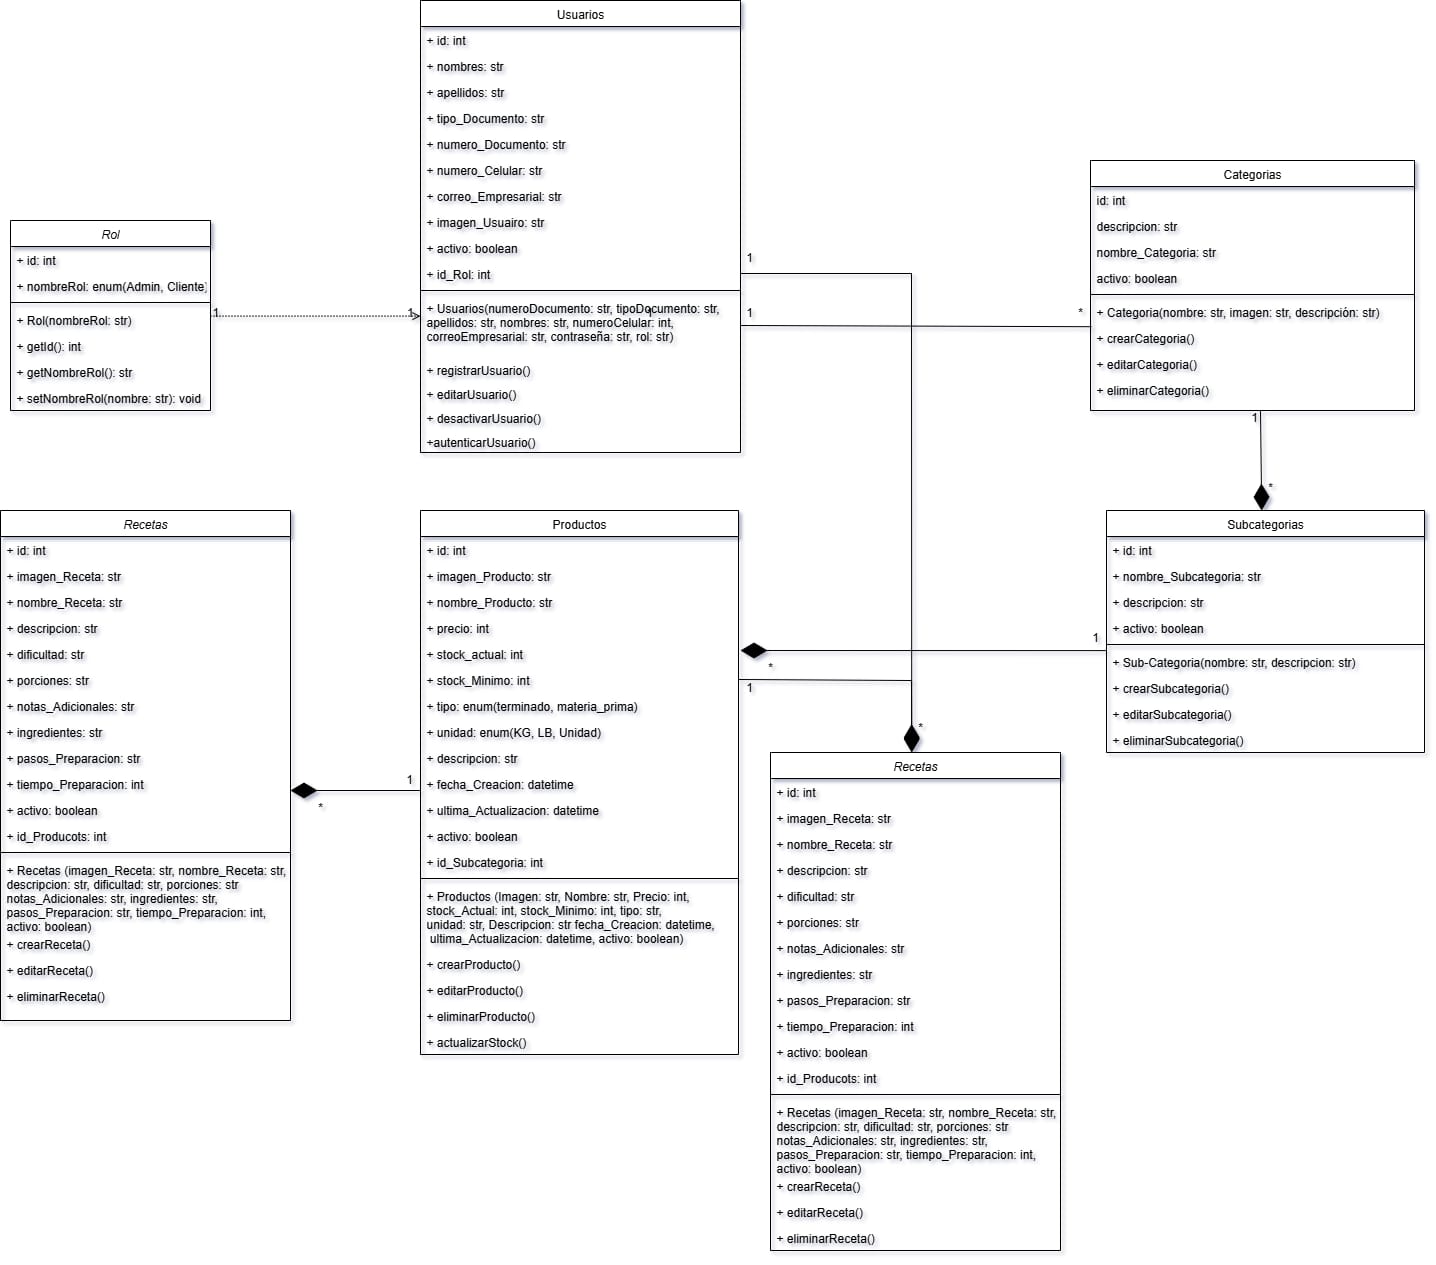 Usuarios
+ id: int
+ nombres: str
+ apellidos: str
+ tipo_Documento: str
+ numero_Documento: str
+ numero_Celular: str
+ correo_Empresarial: str
+ imagen_Usuairo: str
+ activo: boolean
+ id_Rol: int
+ Usuarios(numeroDocumento: str, tipoDocumento: str,
apellidos: str, nombres: str, numeroCelular: int,
correoEmpresarial: str, contraseña: str, rol: str)
+ registrarUsuario()
+ editarUsuario()
+ desactivarUsuario()
+autenticarUsuario()
1
1
1
*
1
1
Rol
+ id: int
+ nombreRol: enum(Admin, Cliente)
+ Rol(nombreRol: str)
+ getId(): int
+ getNombreRol(): str
+ setNombreRol(nombre: str): void
Categorias
id: int
descripcion: str
nombre_Categoria: str
activo: boolean
+ Categoria(nombre: str, imagen: str, descripción: str)
+ crearCategoria()
+ editarCategoria()
+ eliminarCategoria()
1
*
Recetas
+ id: int
+ imagen_Receta: str
+ nombre_Receta: str
+ descripcion: str
+ dificultad: str
+ porciones: str
+ notas_Adicionales: str
+ ingredientes: str
+ pasos_Preparacion: str
+ tiempo_Preparacion: int
+ activo: boolean
+ id_Producots: int
+ Recetas (imagen_Receta: str, nombre_Receta: str,
descripcion: str, dificultad: str, porciones: str
notas_Adicionales: str, ingredientes: str,
pasos_Preparacion: str, tiempo_Preparacion: int,
activo: boolean)
+ crearReceta()
+ editarReceta()
+ eliminarReceta()
1
*
Productos
+ id: int
+ imagen_Producto: str
+ nombre_Producto: str
+ precio: int
+ stock_actual: int
+ stock_Minimo: int
+ tipo: enum(terminado, materia_prima)
+ unidad: enum(KG, LB, Unidad)
+ descripcion: str
+ fecha_Creacion: datetime
+ ultima_Actualizacion: datetime
+ activo: boolean
+ id_Subcategoria: int
+ Productos (Imagen: str, Nombre: str, Precio: int,
stock_Actual: int, stock_Minimo: int, tipo: str,
unidad: str, Descripcion: str fecha_Creacion: datetime,
ultima_Actualizacion: datetime, activo: boolean)
+ crearProducto()
+ editarProducto()
+ eliminarProducto()
+ actualizarStock()
1
*
1
*
Subcategorias
+ id: int
+ nombre_Subcategoria: str
+ descripcion: str
+ activo: boolean
+ Sub-Categoria(nombre: str, descripcion: str)
+ crearSubcategoria()
+ editarSubcategoria()
+ eliminarSubcategoria()
Recetas
+ id: int
+ imagen_Receta: str
+ nombre_Receta: str
+ descripcion: str
+ dificultad: str
+ porciones: str
+ notas_Adicionales: str
+ ingredientes: str
+ pasos_Preparacion: str
+ tiempo_Preparacion: int
+ activo: boolean
+ id_Producots: int
+ Recetas (imagen_Receta: str, nombre_Receta: str,
descripcion: str, dificultad: str, porciones: str
notas_Adicionales: str, ingredientes: str,
pasos_Preparacion: str, tiempo_Preparacion: int,
activo: boolean)
+ crearReceta()
+ editarReceta()
+ eliminarReceta()